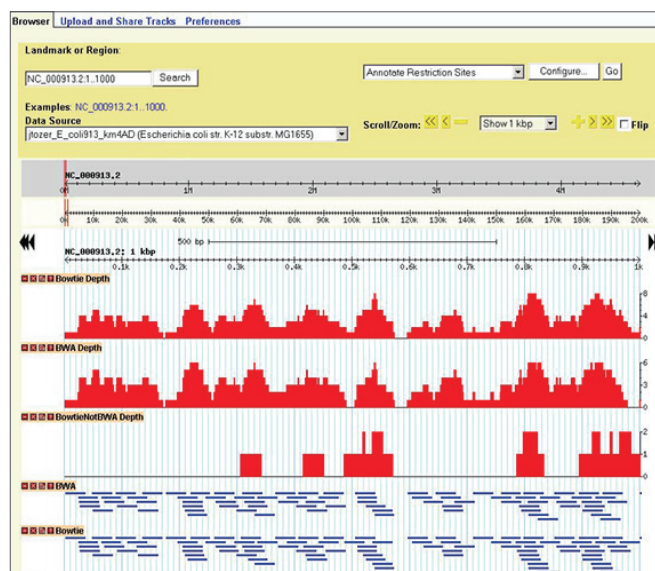 Browser Upload and Share Tracks Preferences
Landmark or Region:
NC_000913.2:1..1000 Search Annotate Restriction Sites Configure... Go
Examples: NC_000913.2:1..1000.
Data Source
jtozer_E_coli913_km4AD (Escherichia coli str. K-12 substr. MG1655) Scroll/Zoom: Show 1 kbp Flip
NC_000913.2
0M 1M 2M 3M 4M
0k 10k 20k 30k 40k 50k 60k 70k 80k 90k 100k 110k 120k 130k 140k 150k 160k 170k 180k 190k 200k
500 bp
NC_000913.2: 1 kbp
0.1k 0.2k 0.3k 0.4k 0.5k 0.6k 0.7k 0.8k 0.9k 1k
Bowtie Depth
8
4
0
BWA Depth
6
3
0
BowtieNotBWA Depth
2
1
0
BWA
Bowtie